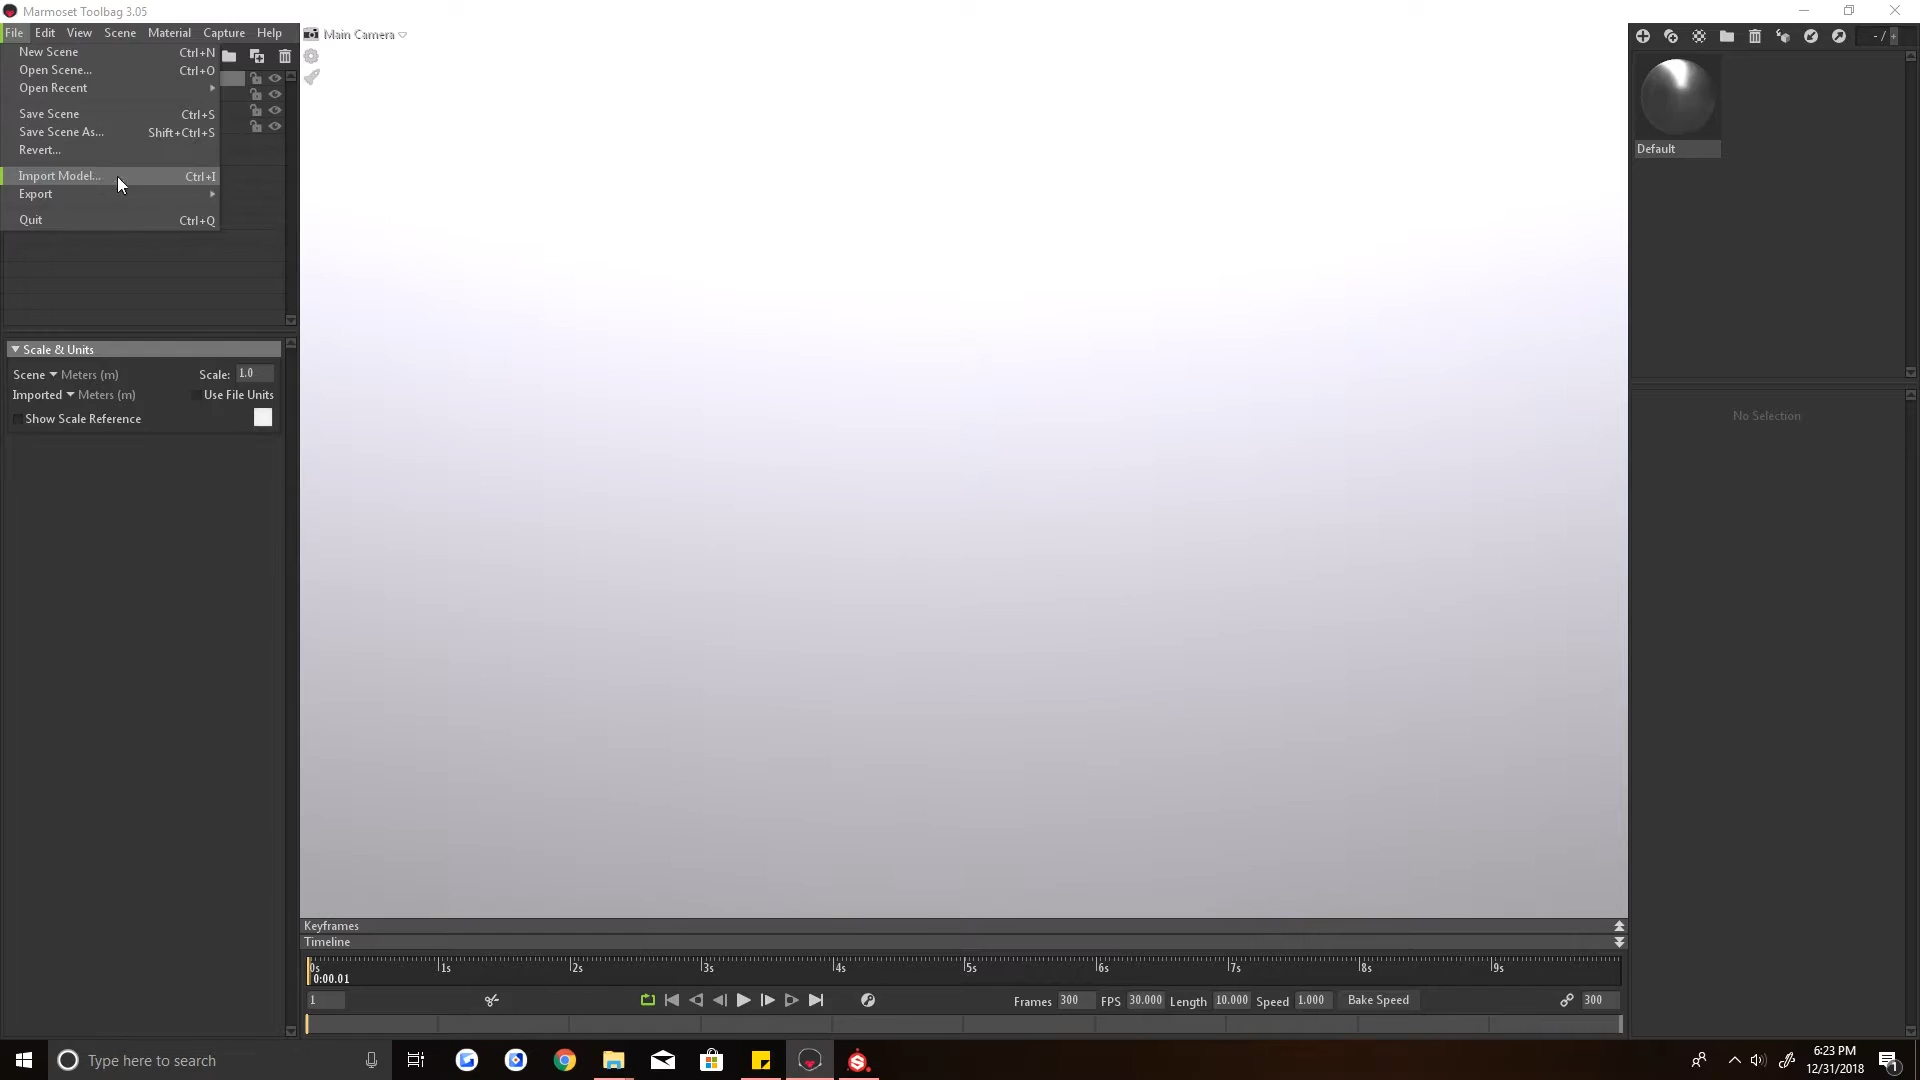 Marmoset Toolbag 3.05
File Edit View Scene Material Capture Help
New Scene Ctrl+N
Open Scene... Ctrl+O
Open Recent
Save Scene Ctrl+S
Save Scene As... Shift+Ctrl+S
Revert...
Import Model... Ctrl+I
Export
Quit Ctrl+Q
Scale & Units
Scene Meters (m) Scale: 1.0
Imported Meters (m) Use File Units
Show Scale Reference
Main Camera
- /
Default
No Selection
Keyframes
Timeline
0s 1s 2s 3s 4s 5s 6s 7s 8s 9s
0:00.01
1 Frames 300 FPS 30.000 Length 10.000 Speed 1.000 Bake Speed 300
Type here to search
6:23 PM
12/31/2018
1